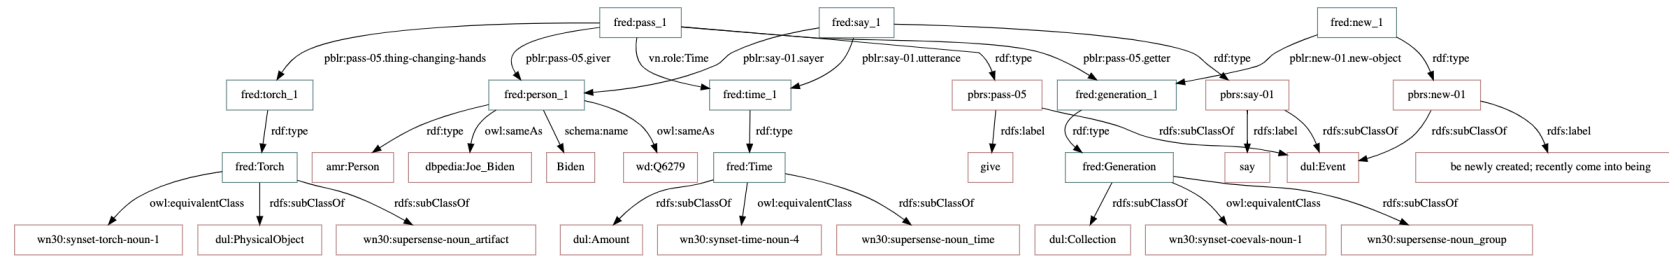 fred:pass_1 fred:say_1 fred:new_1
pblr:pass-05.thing-changing-hands pblr:pass-05.giver vn.role:Time pblr:say-01.sayer pblr:say-01.utterance rdf:type pblr:pass-05.getter rdf:type pblr:new-01.new-object rdf:type
fred:torch_1 fred:person_1 fred:time_1 pbrs:pass-05 fred:generation_1 pbrs:say-01 pbrs:new-01
rdf:type rdf:type owl:sameAs schema:name owl:sameAs rdf:type rdfs:label rdf:type rdfs:subClassOf rdfs:label rdfs:subClassOf rdfs:subClassOf rdfs:label
fred:Torch amr:Person dbpedia:Joe_Biden Biden wd:Q6279 fred:Time give fred:Generation say dul:Event be newly created; recently come into being
owl:equivalentClass rdfs:subClassOf rdfs:subClassOf rdfs:subClassOf owl:equivalentClass rdfs:subClassOf rdfs:subClassOf owl:equivalentClass rdfs:subClassOf
wn30:synset-torch-noun-1 dul:PhysicalObject wn30:supersense-noun_artifact dul:Amount wn30:synset-time-noun-4 wn30:supersense-noun_time dul:Collection wn30:synset-coevals-noun-1 wn30:supersense-noun_group